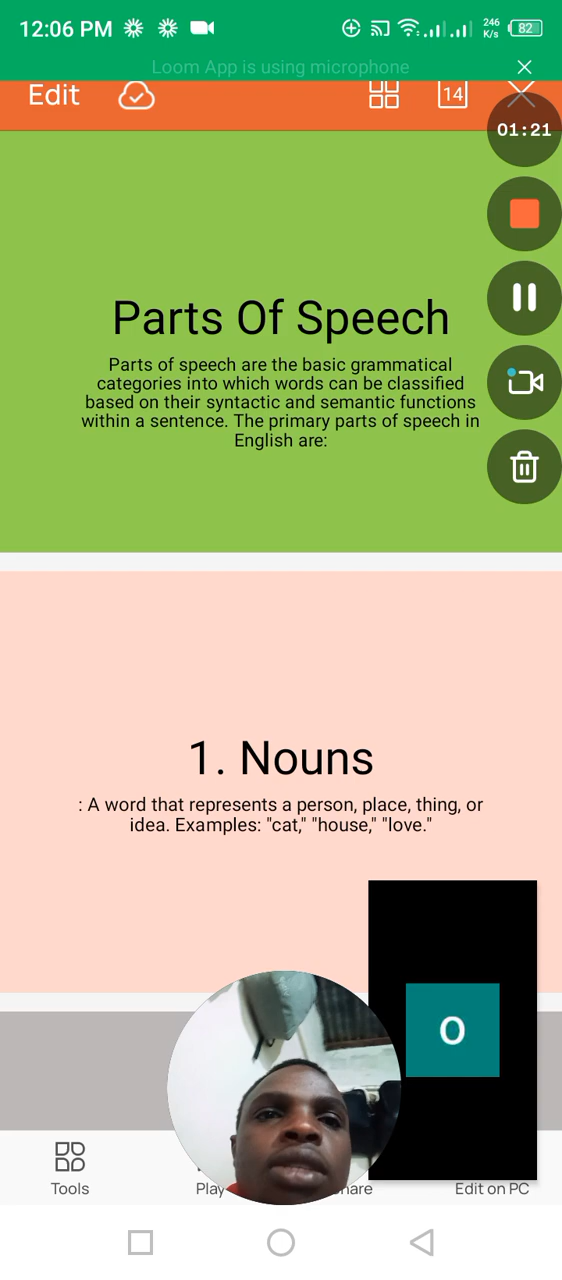 12:06 PM
246
K/s
82
Loom App is using microphone
Edit
14
01:21
Parts Of Speech
Parts of speech are the basic grammatical
categories into which words can be classified
based on their syntactic and semantic functions
within a sentence. The primary parts of speech in
English are:
1. Nouns
: A word that represents a person, place, thing, or
idea. Examples: "cat," "house," "love."
O
Tools
Play
hare
Edit on PC